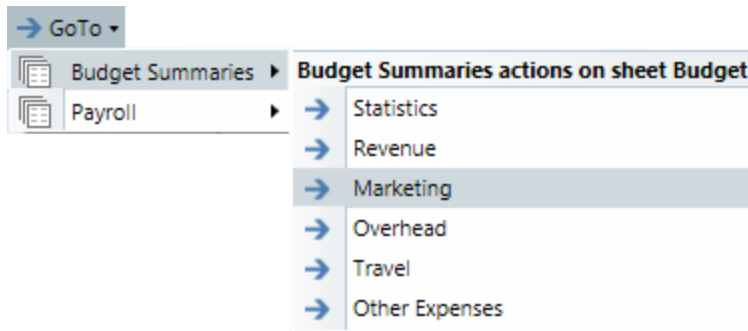 GoTo
Budget Summaries
Payroll
Budget Summaries actions on sheet Budget
Statistics
Revenue
Marketing
Overhead
Travel
Other Expenses